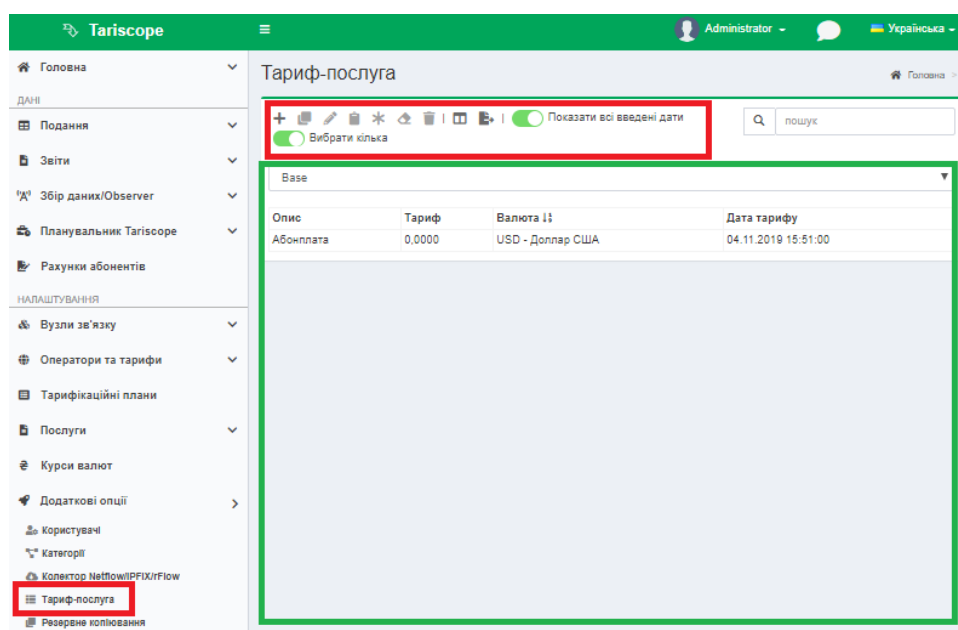 Tariscope
Administrator
Українська
Головна
ДАНІ
Подання
Звіти
Збір даних/Observer
Планувальник Tariscope
Рахунки абонентів
НАЛАШТУВАННЯ
Вузли зв'язку
Оператори та тарифи
Тарифікаційні плани
Послуги
Курси валют
Додаткові опції
Користувачі
Категорії
Колектор Netflow/IPFIX/rFlow
Тариф-послуга
Резервне копіювання
Тариф-послуга
Головна >
Показати всі введені дати
Вибрати кілька
пошук
Base
Опис Тариф Валюта Дата тарифу
Абонплата 0,0000 USD - Доллар США 04.11.2019 15:51:00